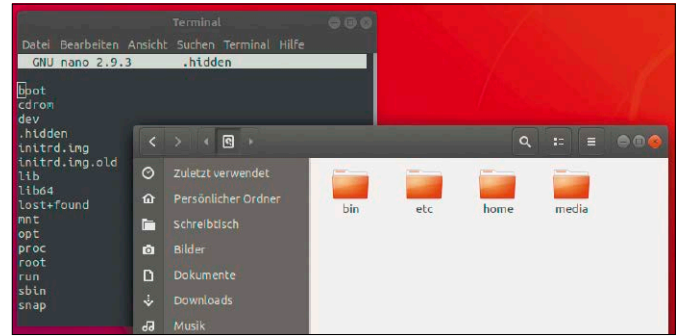 Terminal
Datei Bearbeiten Ansicht Suchen Terminal Hilfe
GNU nano 2.9.3 .hidden
boot
cdrom
dev
.hidden
initrd.img
initrd.img.old
lib
lib64
lost+found
mnt
opt
proc
root
run
sbin
snap
Zuletzt verwendet
Persönlicher Ordner
Schreibtisch
Bilder
Dokumente
Downloads
Musik
bin etc home media